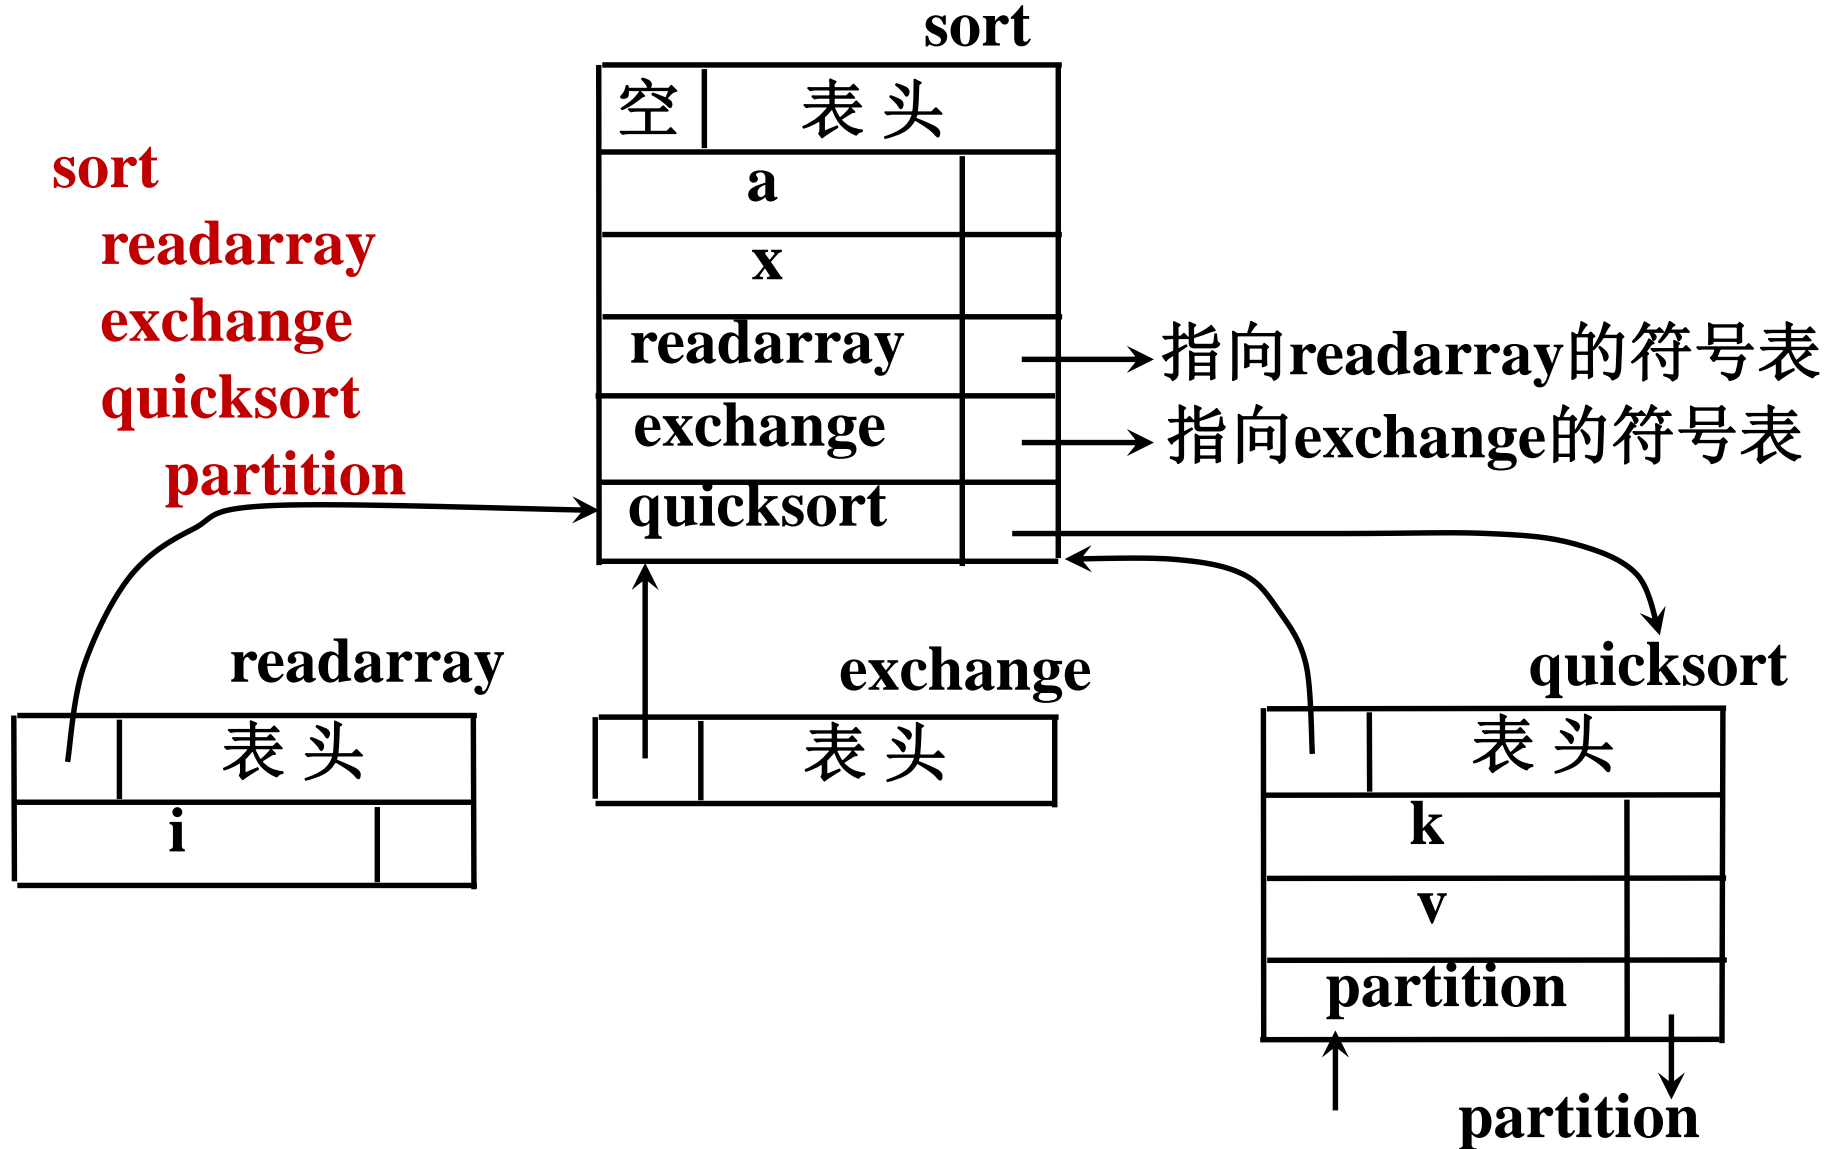 sort
空 表 头
a
x
readarray
exchange
quicksort
sort
readarray
exchange
quicksort
partition
指向readarray的符号表
指向exchange的符号表
readarray
表 头
i
exchange
表 头
quicksort
表 头
k
v
partition
partition